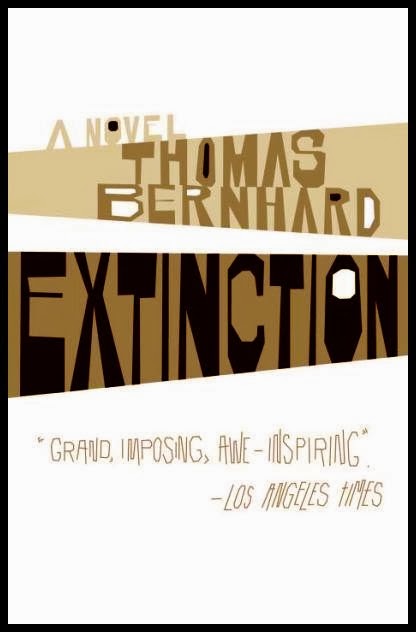 A NOVEL
THOMAS
BERNHARD
EXTINCTION
"GRAND, IMPOSING, AWE-INSPIRING".
-LOS ANGELES TIMES